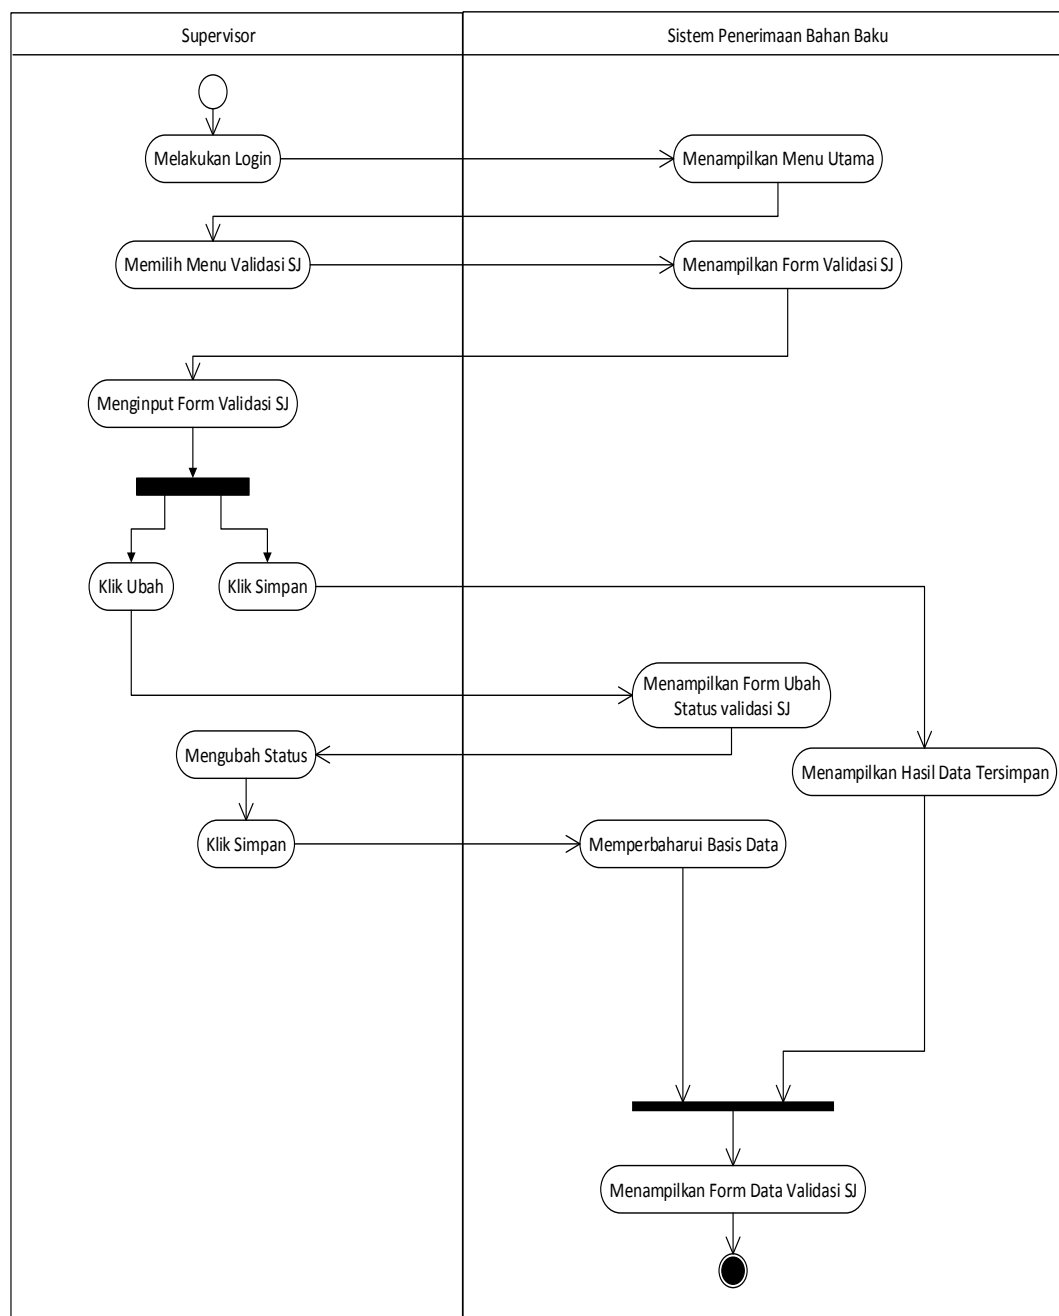 Supervisor
Sistem Penerimaan Bahan Baku
Melakukan Login
Menampilkan Menu Utama
Memilih Menu Validasi SJ
Menampilkan Form Validasi SJ
Menginput Form Validasi SJ
Klik Ubah
Klik Simpan
Menampilkan Form Ubah
Status validasi SJ
Mengubah Status
Menampilkan Hasil Data Tersimpan
Klik Simpan
Memperbaharui Basis Data
Menampilkan Form Data Validasi SJ